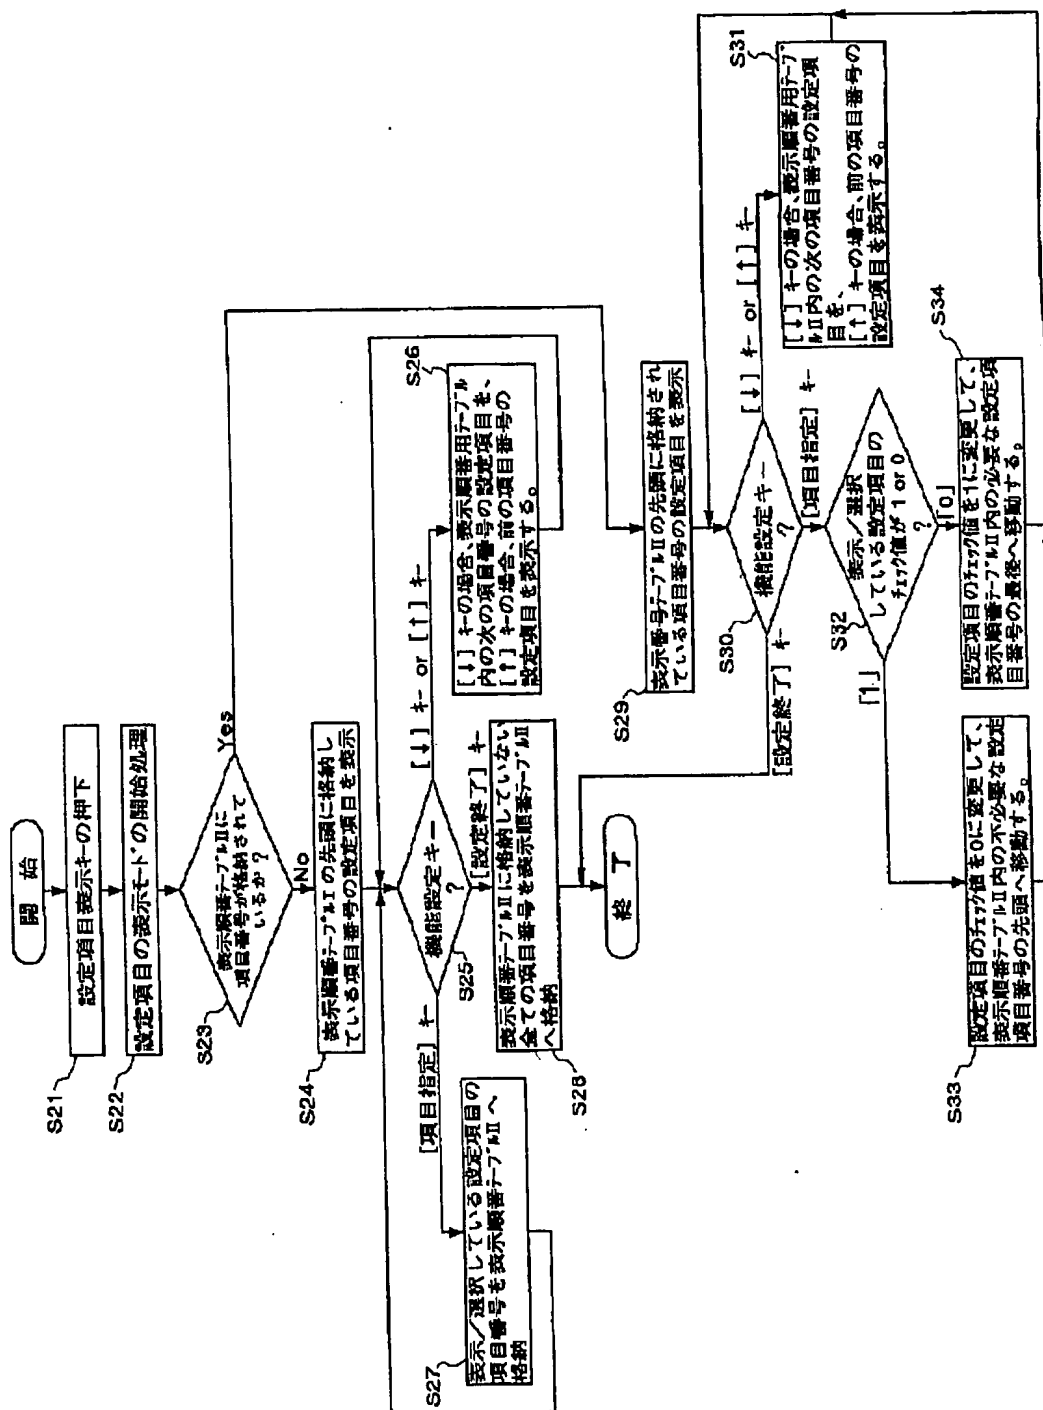 開 始
S21
設定項目表示キーの押下
S22
設定項目の表示モードの開始処理
S23
表示順番テーブルIIに
項目番号が格納されて
いるか?
Yes
No
S24
表示順番テーブルIの先頭に格納し
ている項目番号の設定項目を表示
S25
機能設定キー
?
[↓] キー or [↑] キー
[項目指定] キー
[設定終了] キー
S26
[↓] キーの場合、表示順番用テーブル
内の次の項目番号の設定項目を、
[↑] キーの場合、前の項目番号の
設定項目を表示する。
S27
表示/選択している設定項目の
項目番号を表示順番テーブルIIへ
格納
S28
表示順番テーブルIIに格納していない
全ての項目番号を表示順番テーブルII
へ格納
終 了
S29
表示番号テーブルIIの先頭に格納され
ている項目番号の設定項目を表示
S30
機能設定キー
?
[↓] キー or [↑] キー
[項目指定] キー
[設定終了] キー
S31
[↓] キーの場合、表示順番用テーブ
ルII内の次の項目番号の設定項
目を、
[↑] キーの場合、前の項目番号の
設定項目を表示する。
S32
表示/選択
している設定項目の
チェック値が 1 or 0
?
「1」
「0」
S33
設定項目のチェック値を0に変更して、
表示順番テーブルII内の不必要な設定
項目番号の先頭へ移動する。
S34
設定項目のチェック値を1に変更して、
表示順番テーブルII内の必要な設定項
目番号の最後へ移動する。